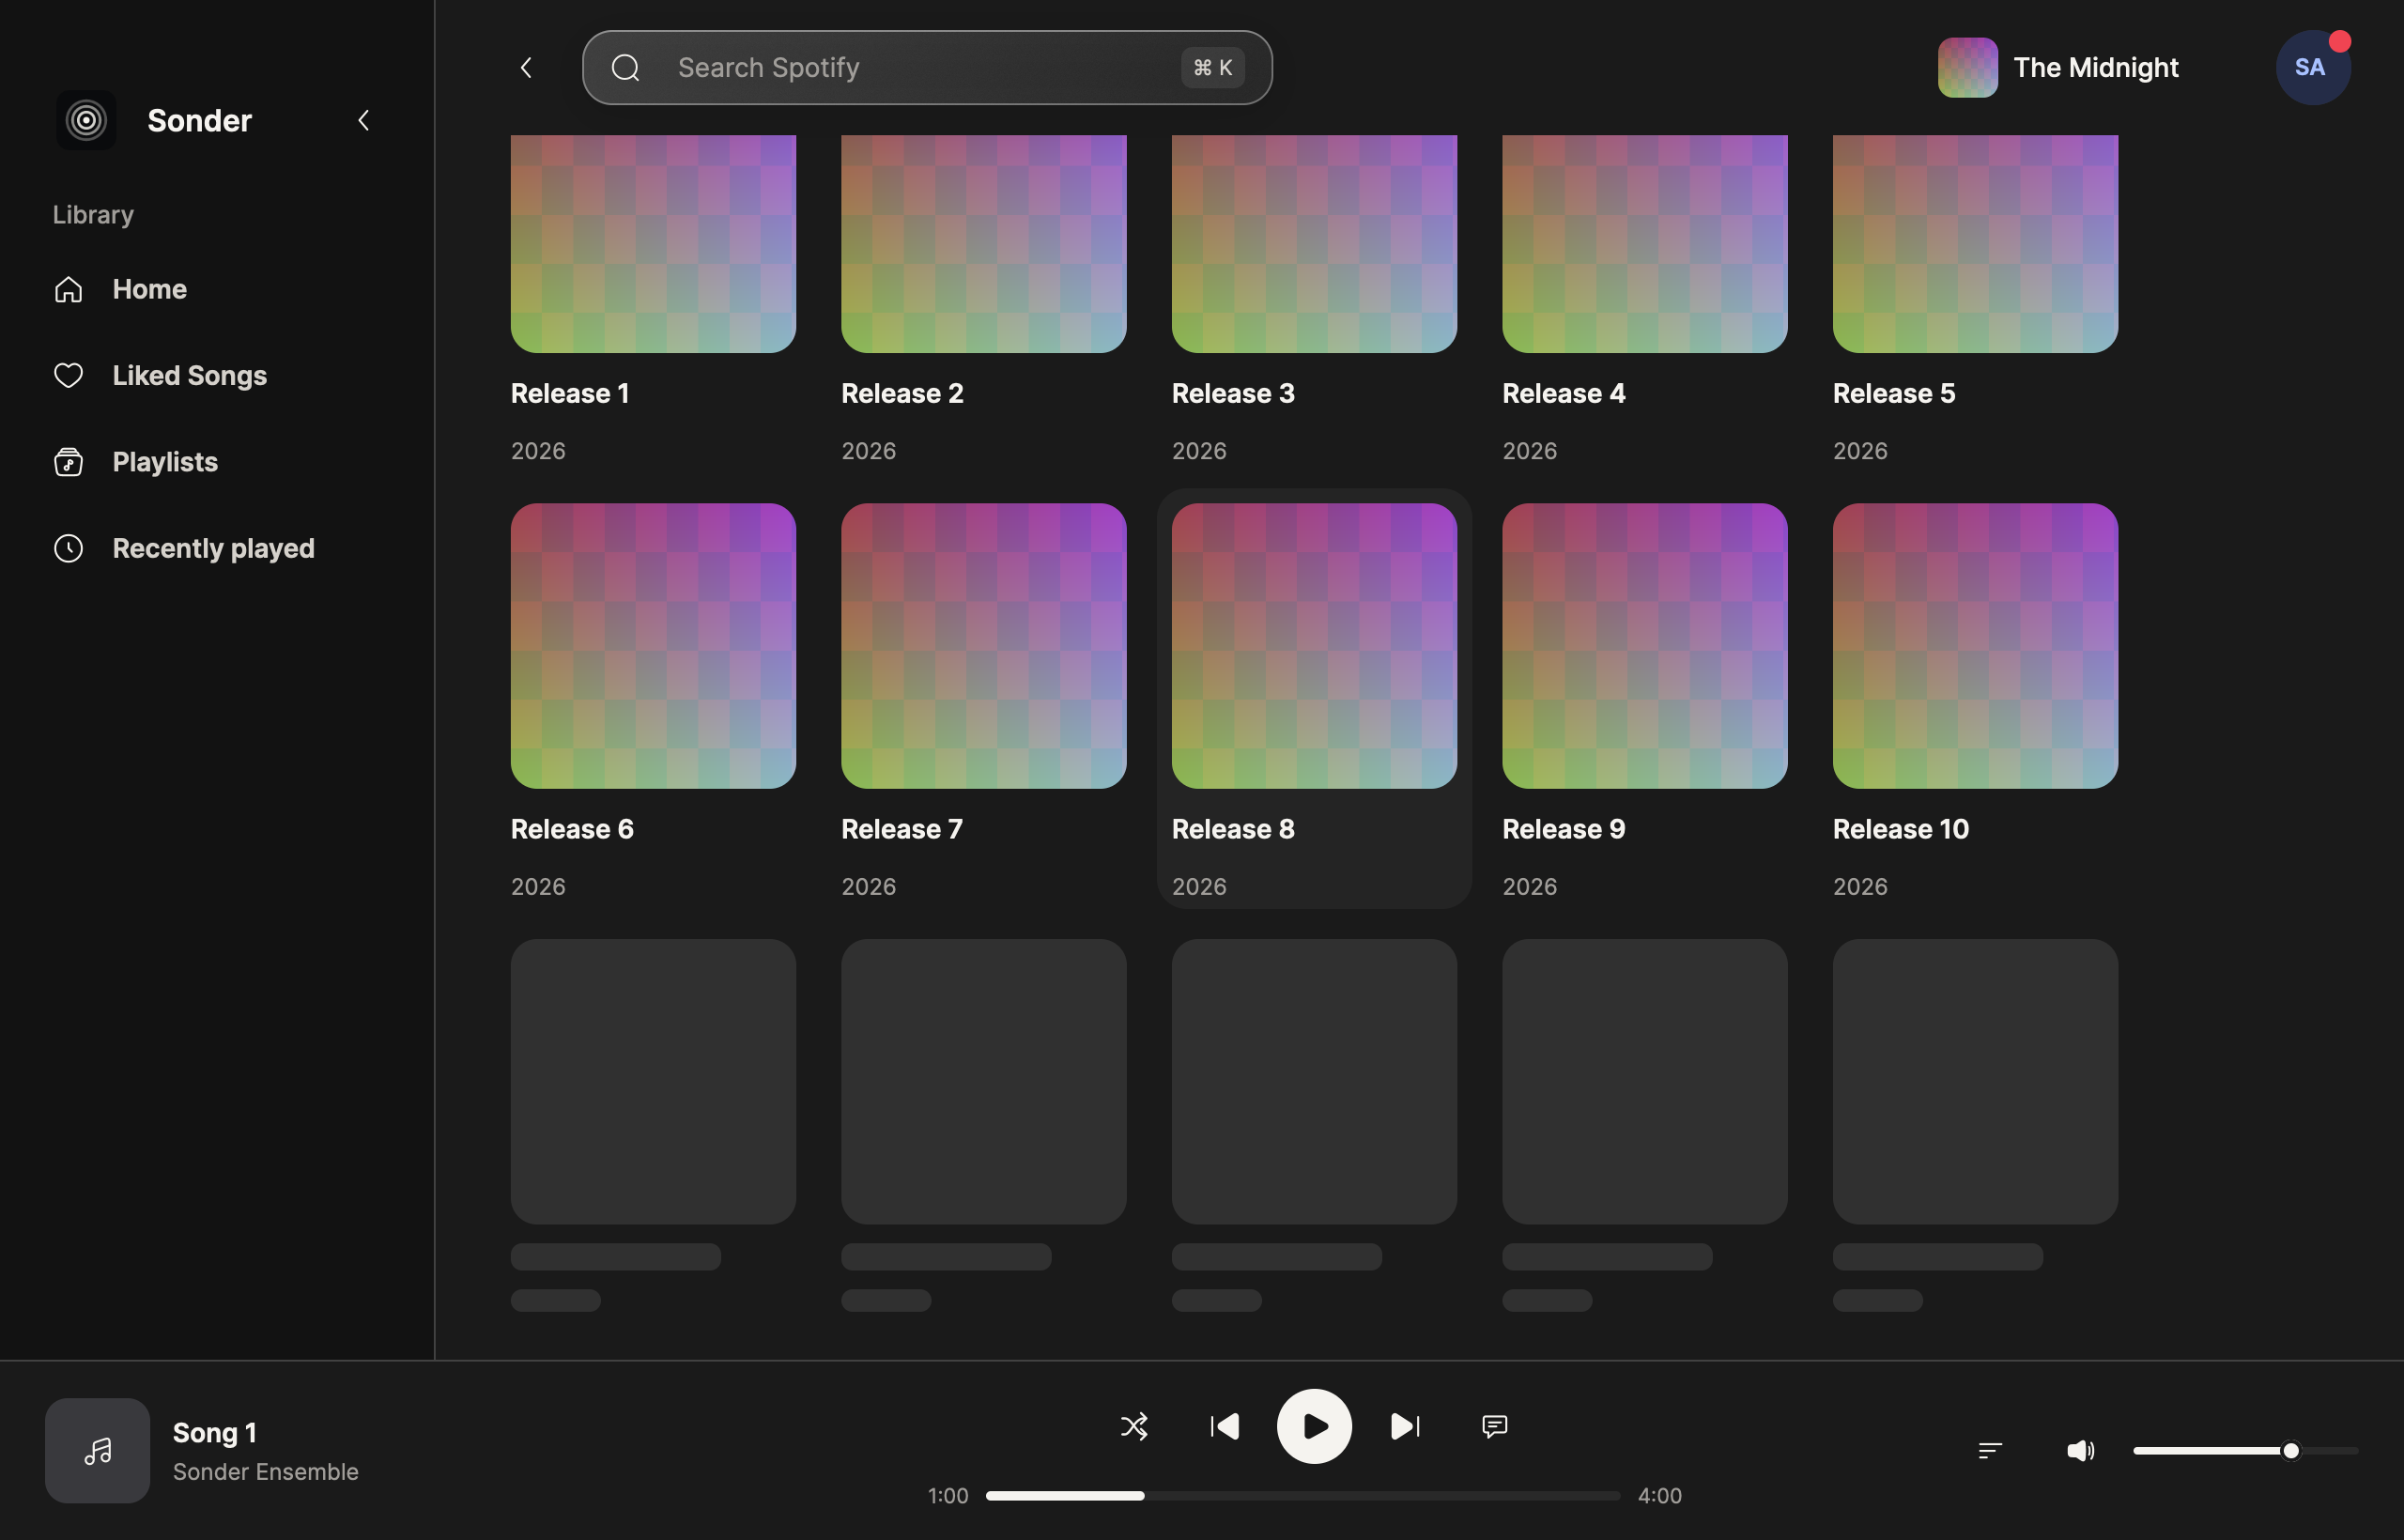 Search Spotify
⌘ K
The Midnight
SA
Sonder
Library
Home
Liked Songs
Playlists
Recently played
Release 1
Release 2
Release 3
Release 4
Release 5
2026
2026
2026
2026
2026
Release 6
Release 7
Release 8
Release 9
Release 10
2026
2026
2026
2026
2026
Song 1
Sonder Ensemble
1:00
4:00